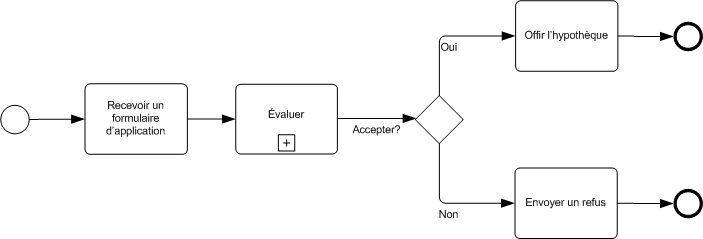 Offir l'hypothèque
Oui
Recevoir un
formulaire
d'application
Évaluer
Accepter?
Envoyer un refus
Non